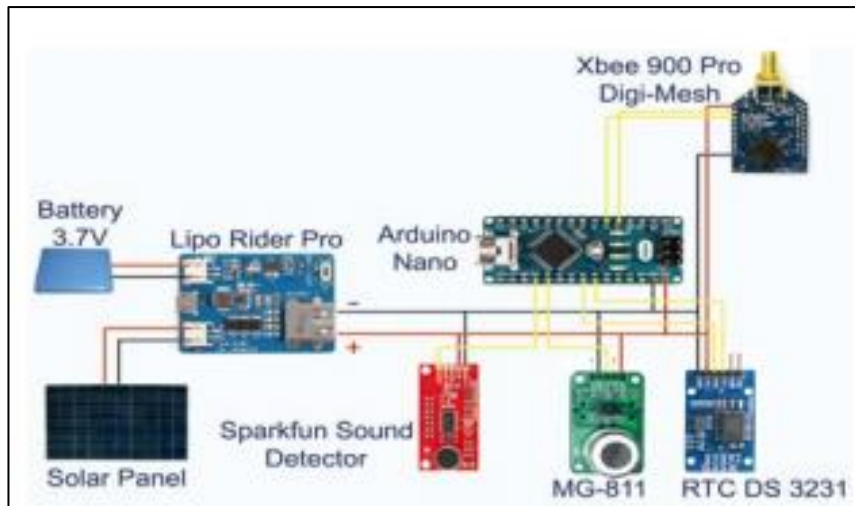 Xbee 900 Pro
Digi-Mesh
Battery
3.7V
Lipo Rider Pro
Arduino
Nano
-
+
Sparkfun Sound
Detector
Solar Panel
MG-811
RTC DS 3231